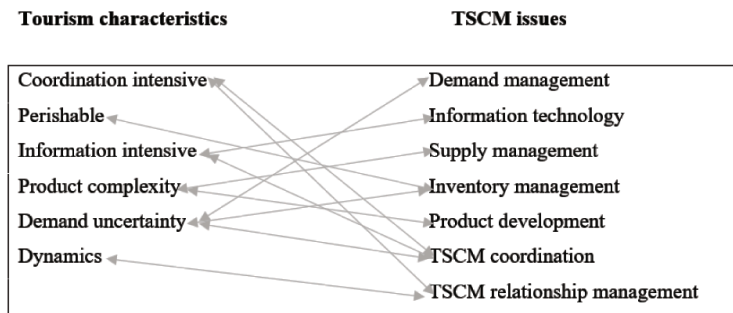 Tourism characteristics TSCM issues
Coordination intensive Demand management
Perishable Information technology
Information intensive Supply management
Product complexity Inventory management
Demand uncertainty Product development
Dynamics TSCM coordination
TSCM relationship management